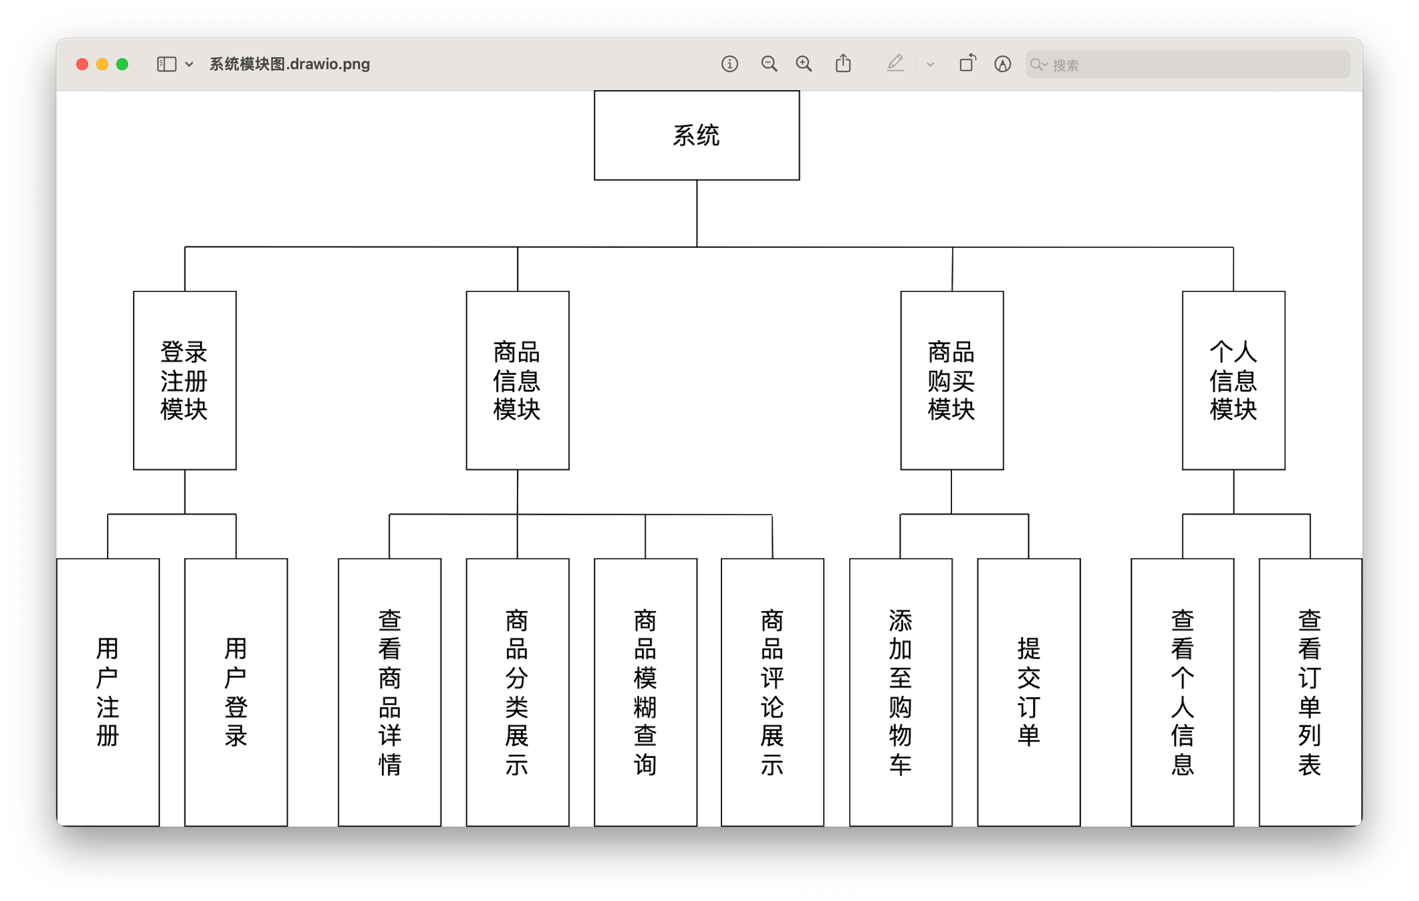 系统模块图.drawio.png
搜索
系统
登录
注册
模块
商品
信息
模块
商品
购买
模块
个人
信息
模块
用户注册
用户登录
查看商品详情
商品分类展示
商品模糊查询
商品评论展示
添加至购物车
提交订单
查看个人信息
查看订单列表